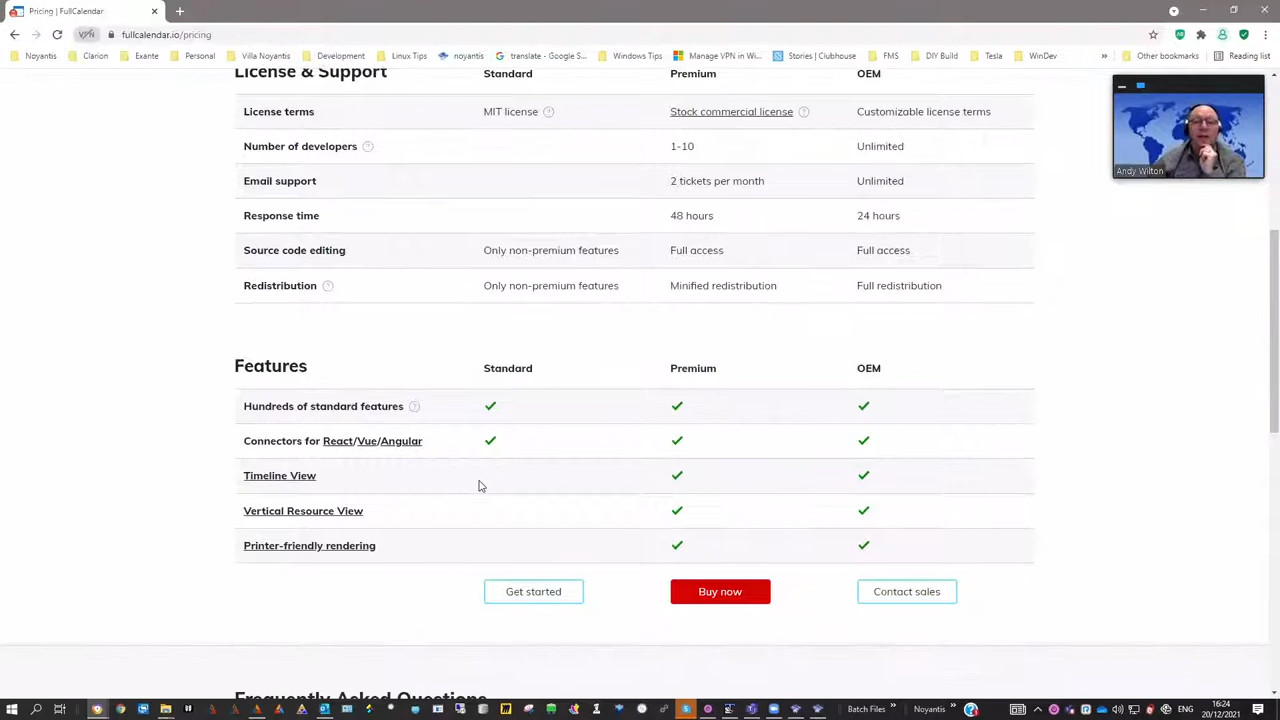 Pricing | FullCalendar
VPN fullcalendar.io/pricing
Noyantis Clarion Exante Personal Villa Noyantis Development Linux Tips noyantis translate - Google S... Windows Tips Manage VPN in Wi... Stories | Clubhouse FMS DIY Build Tesla WinDev » Other bookmarks Reading list
License & Support Standard Premium OEM
License terms MIT license ? Stock commercial license ? Customizable license terms
Number of developers ? 1-10 Unlimited
Email support 2 tickets per month Unlimited
Response time 48 hours 24 hours
Source code editing Only non-premium features Full access Full access
Redistribution ? Only non-premium features Minified redistribution Full redistribution
Andy Wilton
Features Standard Premium OEM
Hundreds of standard features ?
Connectors for React/Vue/Angular
Timeline View
Vertical Resource View
Printer-friendly rendering
Get started Buy now Contact sales
Frequently Asked Questions
Batch Files » Noyantis » ENG 16:24
20/12/2021